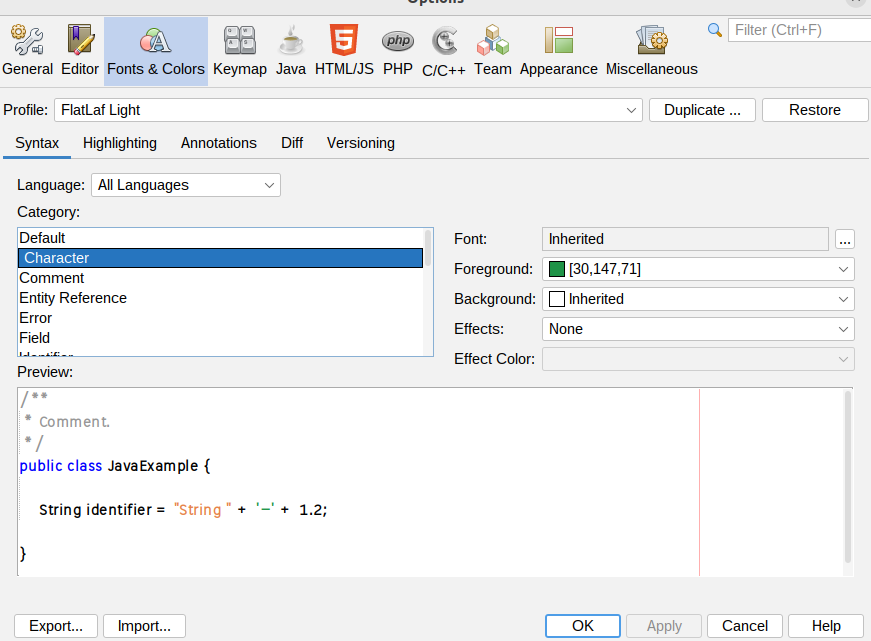 Options
General Editor Fonts & Colors Keymap Java HTML/JS PHP C/C++ Team Appearance Miscellaneous
Filter (Ctrl+F)
Profile: FlatLaf Light Duplicate ... Restore
Syntax Highlighting Annotations Diff Versioning
Language: All Languages
Category:
Default
Character
Comment
Entity Reference
Error
Field
Identifier
Font: Inherited ...
Foreground: [30,147,71]
Background: Inherited
Effects: None
Effect Color:
Preview:
/**
* Comment.
*/
public class JavaExample {
String identifier = "String " + '-' + 1.2;
}
Export... Import... OK Apply Cancel Help